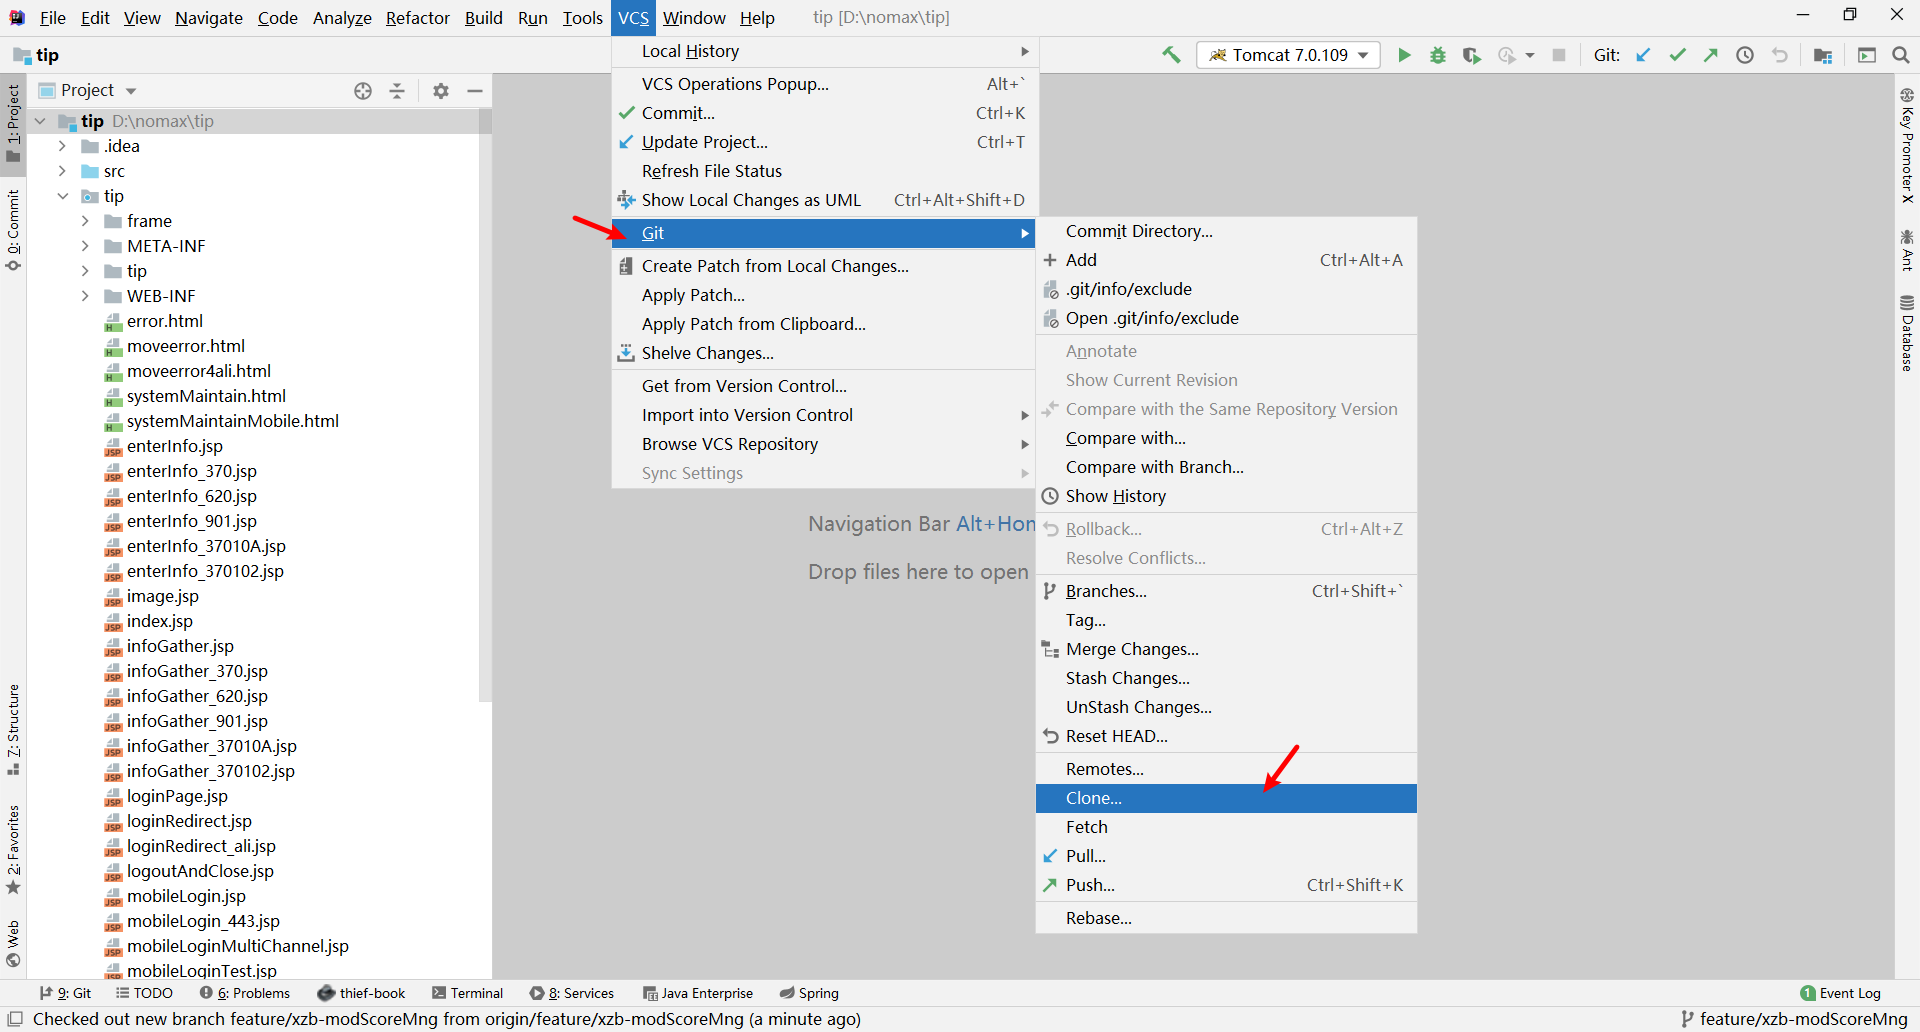 File Edit View Navigate Code Analyze Refactor Build Run Tools VCS Window Help tip [D:\nomax\tip]
tip
Tomcat 7.0.109 Git:
1: Project
0: Commit
7: Structure
2: Favorites
Web
Project
tip D:\nomax\tip
.idea
src
tip
frame
META-INF
tip
WEB-INF
error.html
moveerror.html
moveerror4ali.html
systemMaintain.html
systemMaintainMobile.html
enterInfo.jsp
enterInfo_370.jsp
enterInfo_620.jsp
enterInfo_901.jsp
enterInfo_37010A.jsp
enterInfo_370102.jsp
image.jsp
index.jsp
infoGather.jsp
infoGather_370.jsp
infoGather_620.jsp
infoGather_901.jsp
infoGather_37010A.jsp
infoGather_370102.jsp
loginPage.jsp
loginRedirect.jsp
loginRedirect_ali.jsp
logoutAndClose.jsp
mobileLogin.jsp
mobileLogin_443.jsp
mobileLoginMultiChannel.jsp
mobileLoginTest.jsp
Local History
VCS Operations Popup... Alt+`
Commit... Ctrl+K
Update Project... Ctrl+T
Refresh File Status
Show Local Changes as UML Ctrl+Alt+Shift+D
Git
Create Patch from Local Changes...
Apply Patch...
Apply Patch from Clipboard...
Shelve Changes...
Get from Version Control...
Import into Version Control
Browse VCS Repository
Sync Settings
Navigation Bar Alt+Hom
Drop files here to open
Commit Directory...
Add Ctrl+Alt+A
.git/info/exclude
Open .git/info/exclude
Annotate
Show Current Revision
Compare with the Same Repository Version
Compare with...
Compare with Branch...
Show History
Rollback... Ctrl+Alt+Z
Resolve Conflicts...
Branches... Ctrl+Shift+`
Tag...
Merge Changes...
Stash Changes...
UnStash Changes...
Reset HEAD...
Remotes...
Clone...
Fetch
Pull...
Push... Ctrl+Shift+K
Rebase...
Key Promoter X
Ant
Database
9: Git TODO 6: Problems thief-book Terminal 8: Services Java Enterprise Spring 1 Event Log
Checked out new branch feature/xzb-modScoreMng from origin/feature/xzb-modScoreMng (a minute ago) feature/xzb-modScoreMng